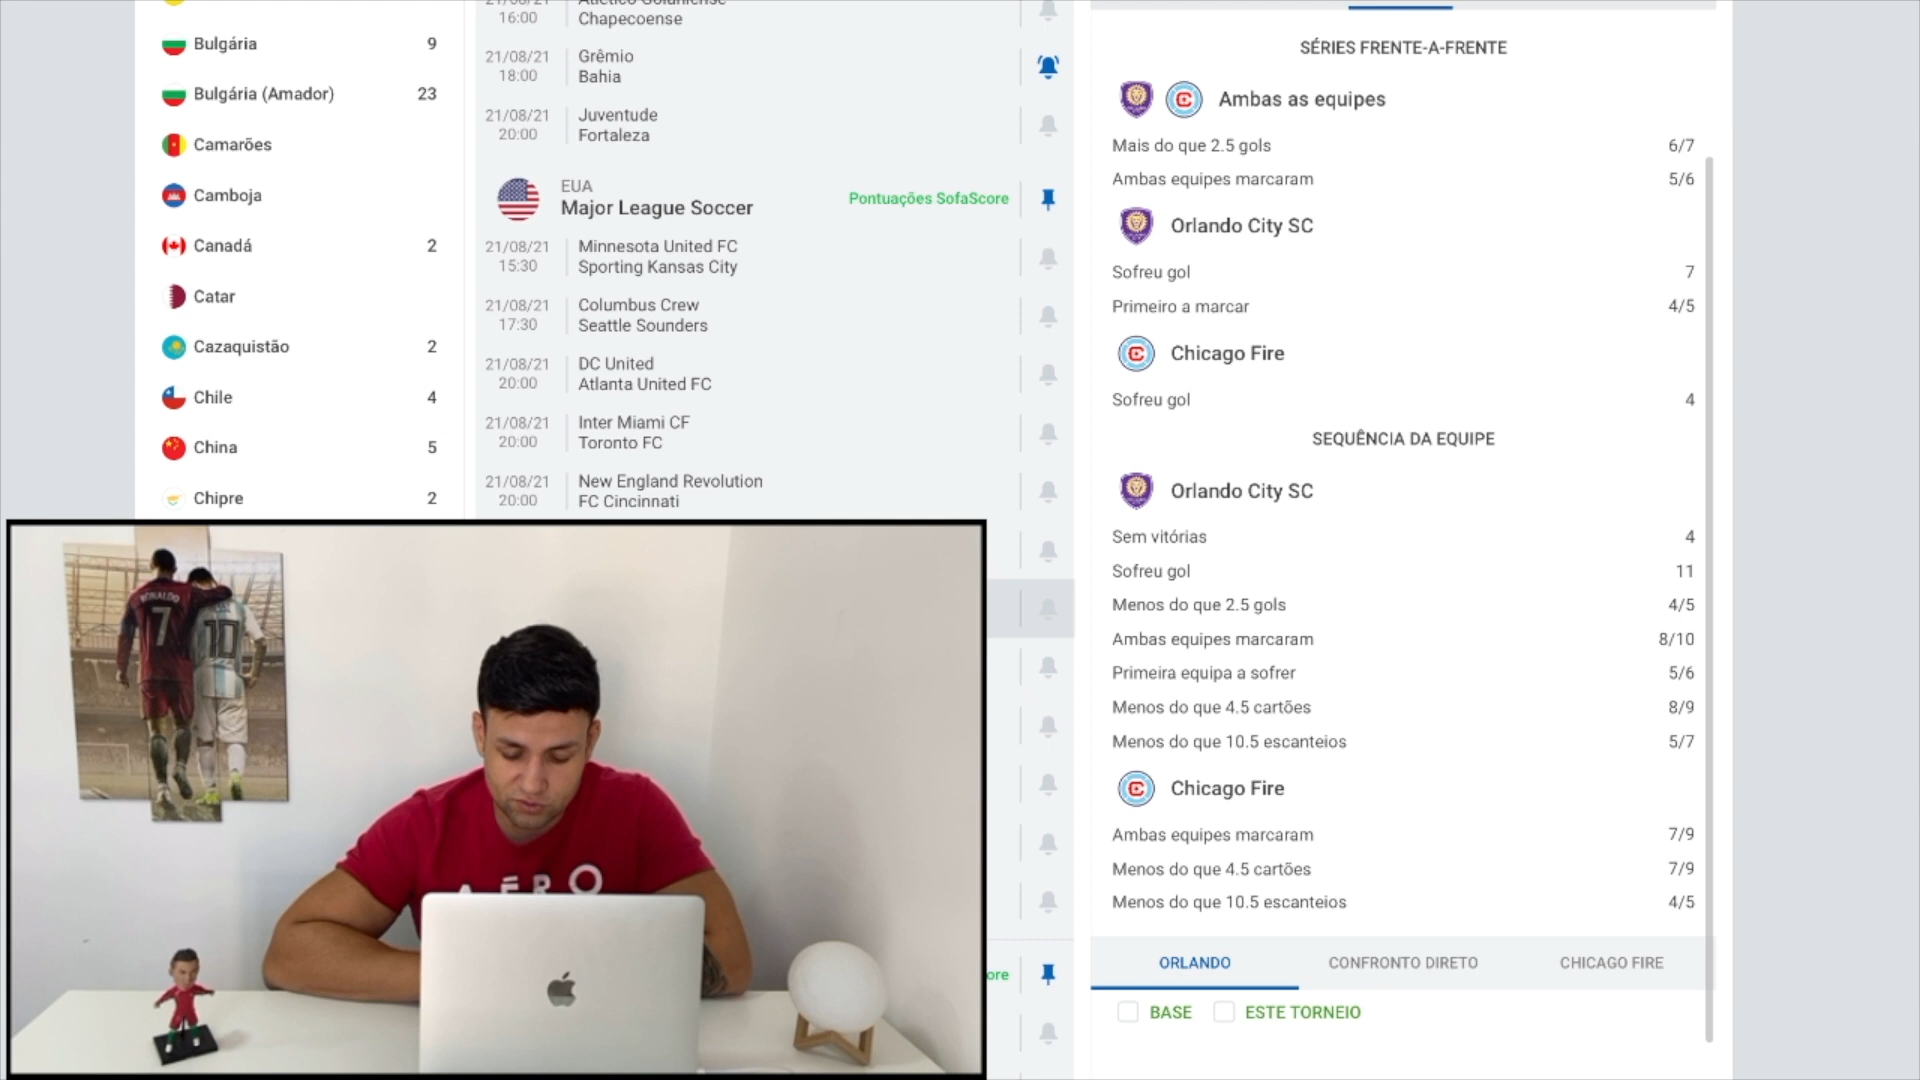 Bulgária 9
Bulgária (Amador) 23
Camarões
Camboja
Canadá 2
Catar
Cazaquistão 2
Chile 4
China 5
Chipre 2
16:00 Chapecoense
21/08/21 Grêmio
18:00 Bahia
21/08/21 Juventude
20:00 Fortaleza
EUA
Major League Soccer Pontuações SofaScore
21/08/21 Minnesota United FC
15:30 Sporting Kansas City
21/08/21 Columbus Crew
17:30 Seattle Sounders
21/08/21 DC United
20:00 Atlanta United FC
21/08/21 Inter Miami CF
20:00 Toronto FC
21/08/21 New England Revolution
20:00 FC Cincinnati
ore
RONALDO
7
10
AÉRO
SÉRIES FRENTE-A-FRENTE
Ambas as equipes
Mais do que 2.5 gols 6/7
Ambas equipes marcaram 5/6
Orlando City SC
Sofreu gol 7
Primeiro a marcar 4/5
Chicago Fire
Sofreu gol 4
SEQUÊNCIA DA EQUIPE
Orlando City SC
Sem vitórias 4
Sofreu gol 11
Menos do que 2.5 gols 4/5
Ambas equipes marcaram 8/10
Primeira equipa a sofrer 5/6
Menos do que 4.5 cartões 8/9
Menos do que 10.5 escanteios 5/7
Chicago Fire
Ambas equipes marcaram 7/9
Menos do que 4.5 cartões 7/9
Menos do que 10.5 escanteios 4/5
ORLANDO CONFRONTO DIRETO CHICAGO FIRE
BASE ESTE TORNEIO